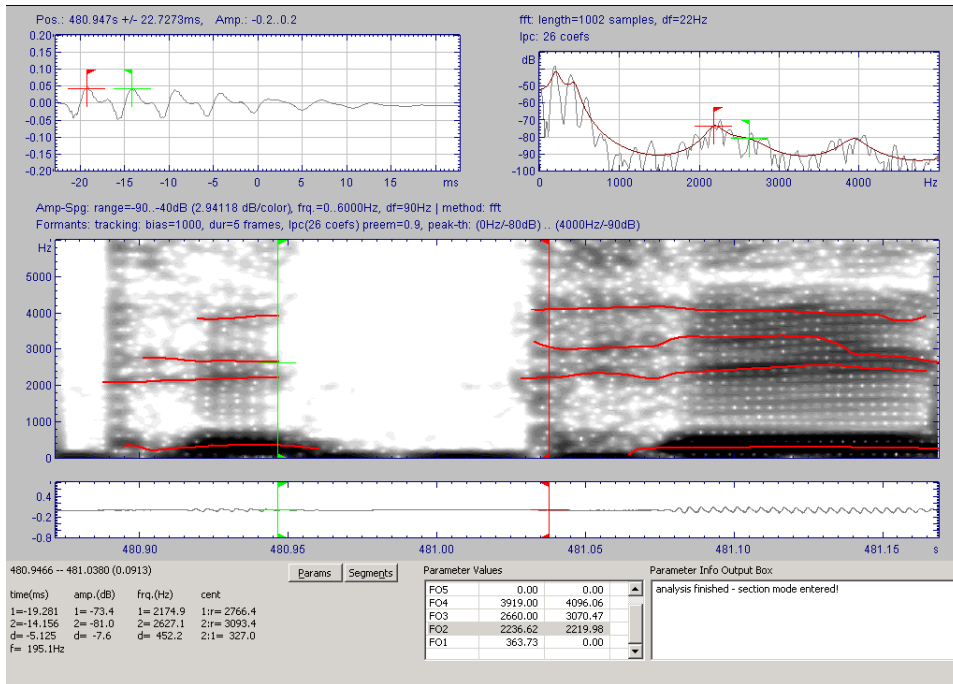 Pos.: 480.947s +/- 22.7273ms, Amp.: -0.2..0.2
0.20
0.15
0.10
0.05
0.00
-0.05
-0.10
-0.15
-0.20
-20 -15 -10 -5 0 5 10 15 ms
fft: length=1002 samples, df=22Hz
lpc: 26 coefs
dB
-50
-60
-70
-80
-90
-100
0 1000 2000 3000 4000 Hz
Amp-Spg: range=-90..-40dB (2.94118 dB/color), frq.=0..6000Hz, df=90Hz | method: fft
Formants: tracking: bias=1000, dur=5 frames, lpc(26 coefs) preem=0.9, peak-th: (0Hz/-80dB) .. (4000Hz/-90dB)
Hz
5000
4000
3000
2000
1000
0
0.4
-0.2
-0.8
480.90 480.95 481.00 481.05 481.10 481.15 s
480.9466 -- 481.0380 (0.0913)
Params Segments
time(ms) amp.(dB) frq.(Hz) cent
1=-19.281 1= -73.4 1= 2174.9 1:r= 2766.4
2=-14.156 2= -81.0 2= 2627.1 2:r= 3093.4
d= -5.125 d= -7.6 d= 452.2 2:1= 327.0
f= 195.1Hz
Parameter Values
FO5 0.00 0.00
FO4 3919.00 4096.06
FO3 2660.00 3070.47
FO2 2236.62 2219.98
FO1 363.73 0.00
Parameter Info Output Box
analysis finished - section mode entered!